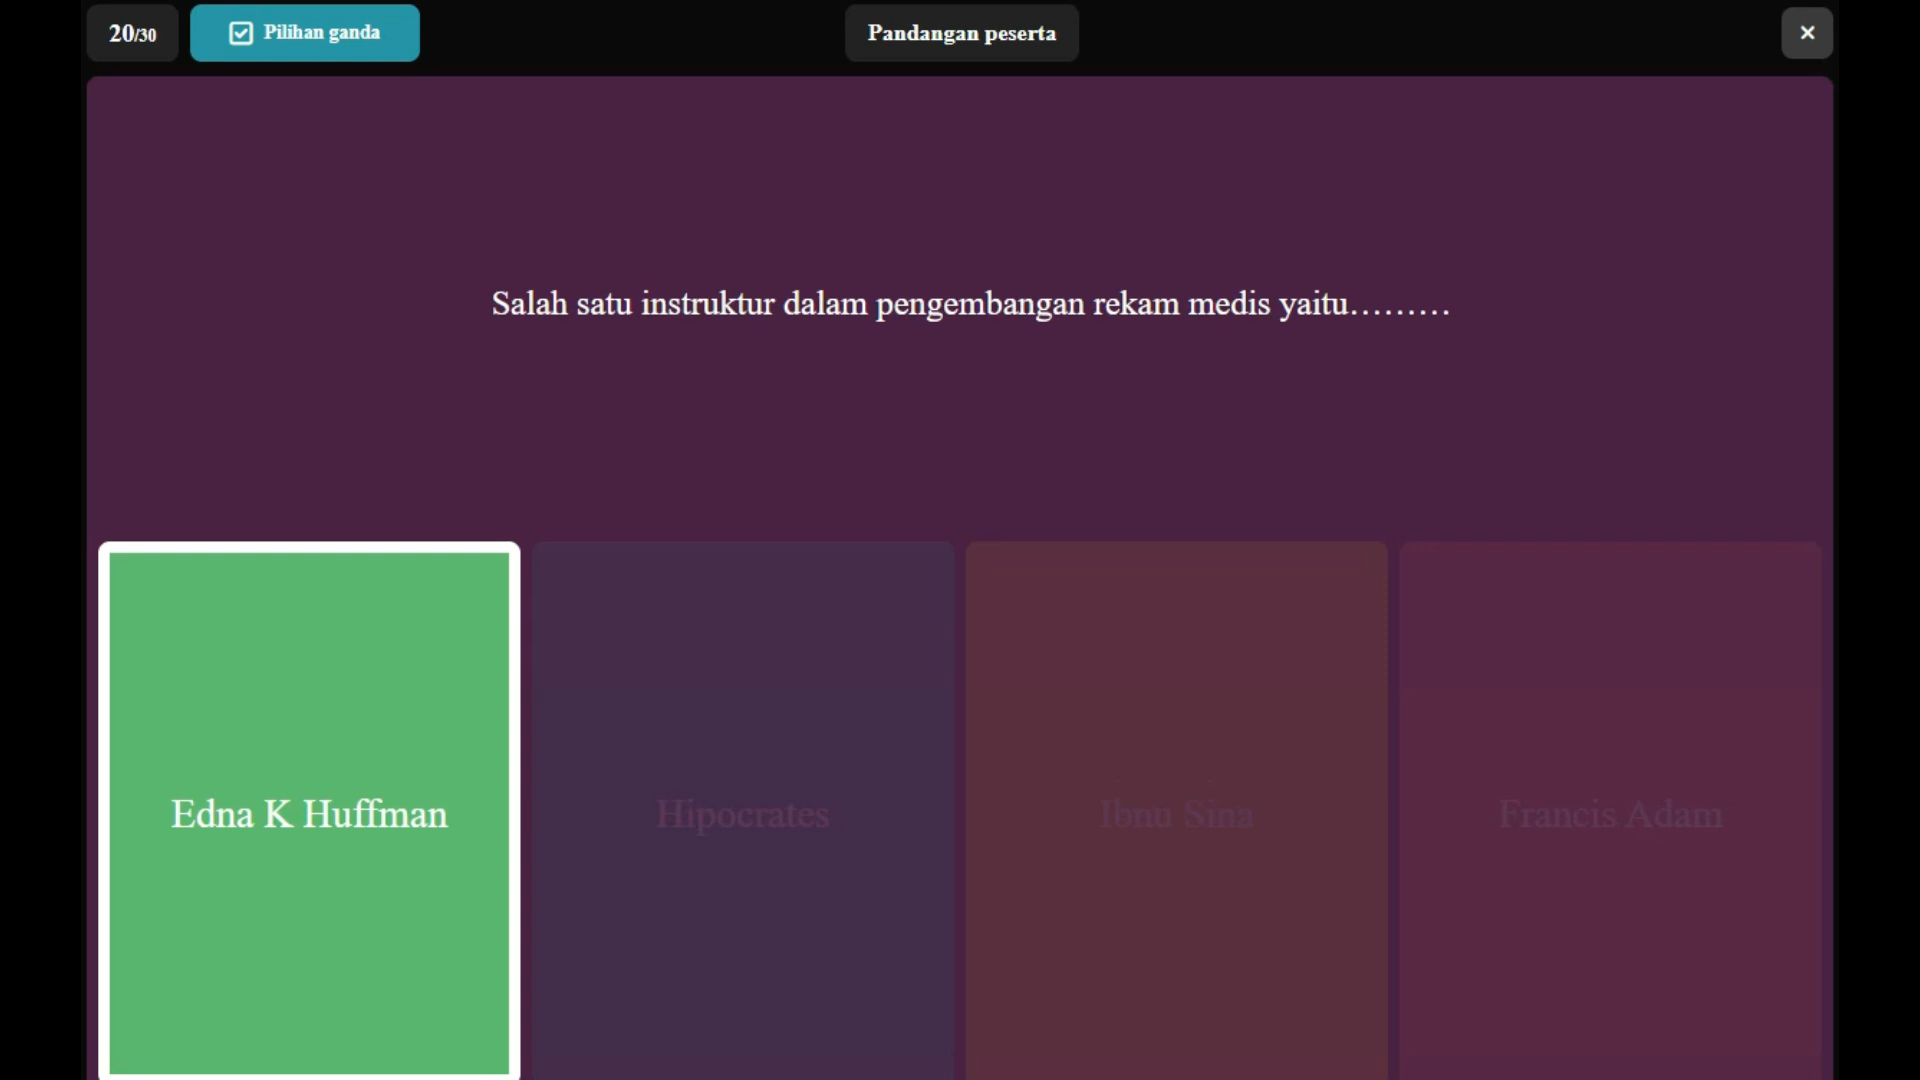 20/30
Pilihan ganda
Pandangan peserta
Salah satu instruktur dalam pengembangan rekam medis yaitu.........
Edna K Huffman
Hipocrates
Ibnu Sina
Francis Adam